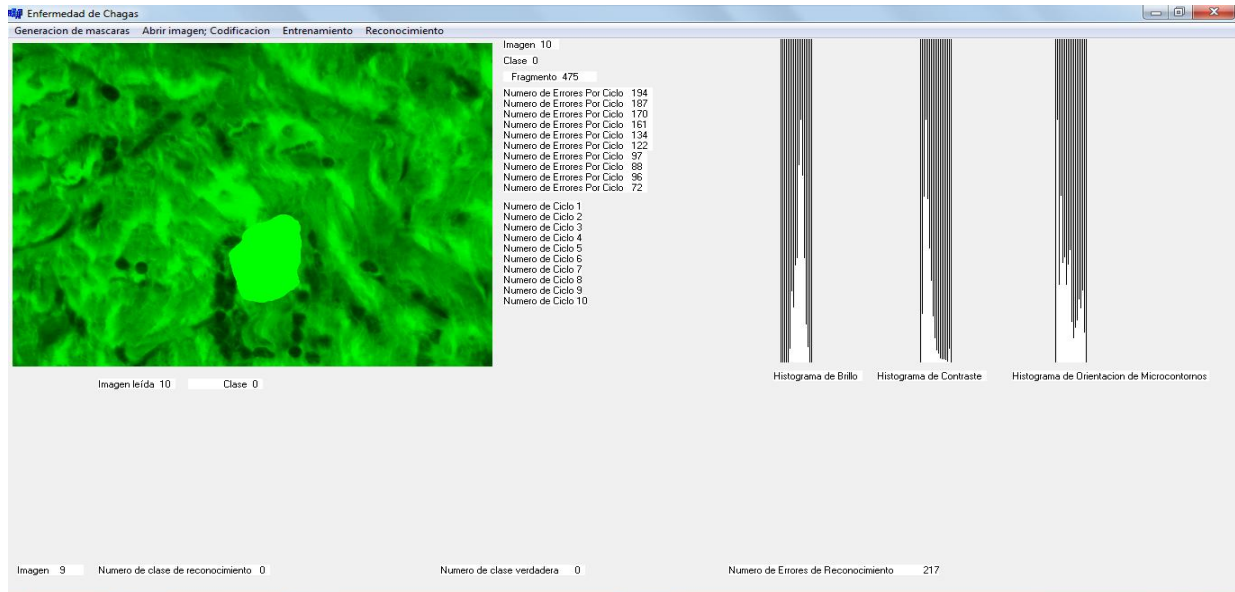 Enfermedad de Chagas
Generacion de mascaras Abrir imagen; Codificacion Entrenamiento Reconocimiento
Imagen 10
Clase 0
Fragmento 475
Numero de Errores Por Ciclo 194
Numero de Errores Por Ciclo 187
Numero de Errores Por Ciclo 170
Numero de Errores Por Ciclo 161
Numero de Errores Por Ciclo 134
Numero de Errores Por Ciclo 122
Numero de Errores Por Ciclo 97
Numero de Errores Por Ciclo 88
Numero de Errores Por Ciclo 96
Numero de Errores Por Ciclo 72
Numero de Ciclo 1
Numero de Ciclo 2
Numero de Ciclo 3
Numero de Ciclo 4
Numero de Ciclo 5
Numero de Ciclo 6
Numero de Ciclo 7
Numero de Ciclo 8
Numero de Ciclo 9
Numero de Ciclo 10
Histograma de Brillo Histograma de Contraste Histograma de Orientacion de Microcontornos
Imagen leída 10 Clase 0
Imagen 9 Numero de clase de reconocimiento 0 Numero de clase verdadera 0 Numero de Errores de Reconocimiento 217